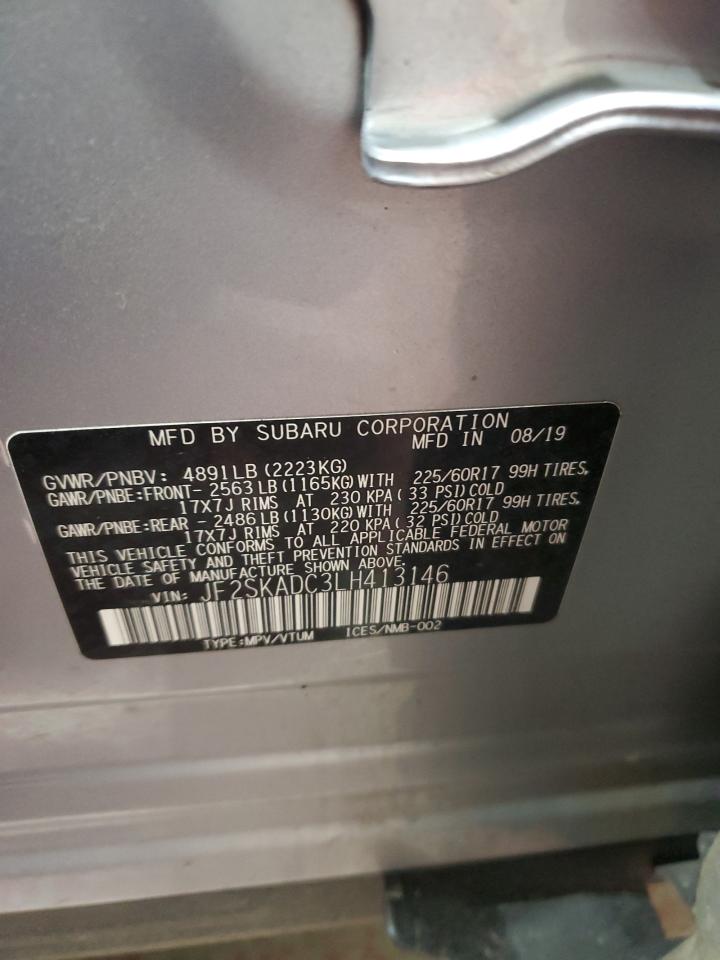 MFD BY SUBARU CORPORATION
MFD IN 08/19
GVWR/PNBV: 4891LB (2223KG)
GAWR/PNBE:FRONT- 2563 LB (1165KG)WITH 225/60R17 99H TIRES,
17X7J RIMS AT 230 KPA( 33 PSI)COLD
GAWR/PNBE:REAR - 2486 LB (1130KG)WITH 225/60R17 99H TIRES,
17X7J RIMS AT 220 KPA( 32 PSI)COLD
THIS VEHICLE CONFORMS TO ALL APPLICABLE FEDERAL MOTOR
VEHICLE SAFETY AND THEFT PREVENTION STANDARDS IN EFFECT ON
THE DATE OF MANUFACTURE SHOWN ABOVE.
VIN: JF2SKADC3LH413146
TYPE:MPV/VTUM ICES/NMB-002